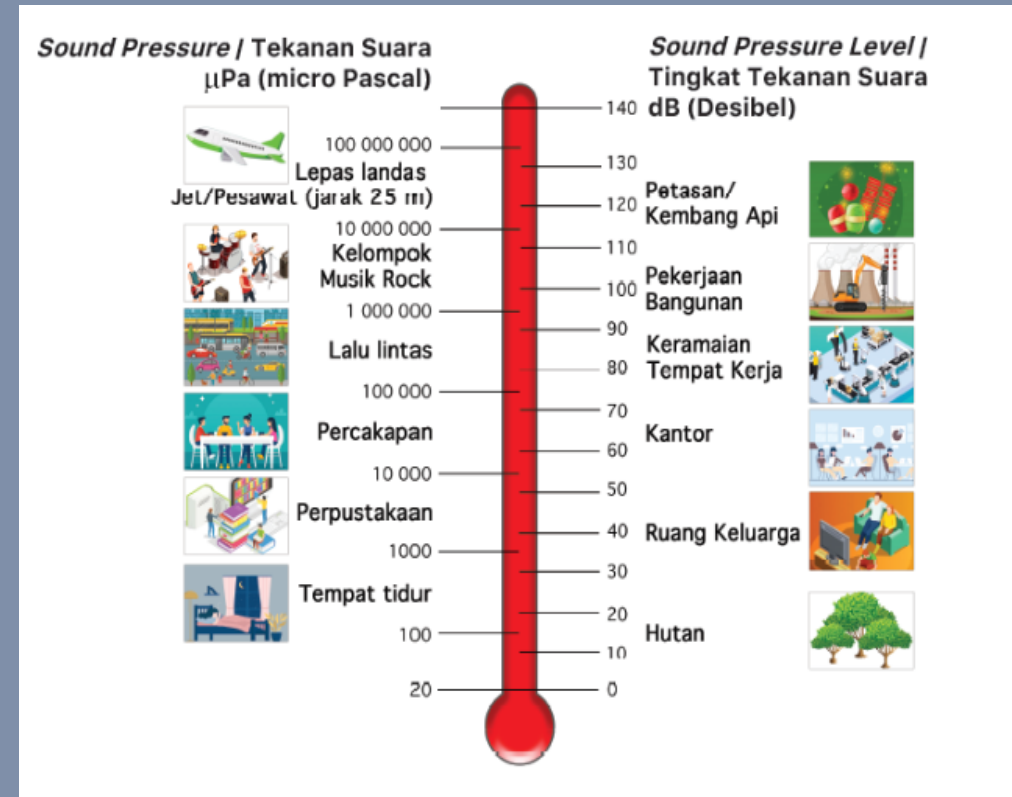 Sound Pressure / Tekanan Suara
µPa (micro Pascal)
100 000 000
Lepas landas
Jet/Pesawat (jarak 25 m)
10 000 000
Kelompok
Musik Rock
1 000 000
Lalu lintas
100 000
Percakapan
10 000
Perpustakaan
1000
Tempat tidur
100
20
Sound Pressure Level /
Tingkat Tekanan Suara
dB (Desibel)
140
130
Petasan/
Kembang Api
120
110
Pekerjaan
Bangunan
100
90
Keramaian
Tempat Kerja
80
70
Kantor
60
50
40
Ruang Keluarga
30
20
Hutan
10
0